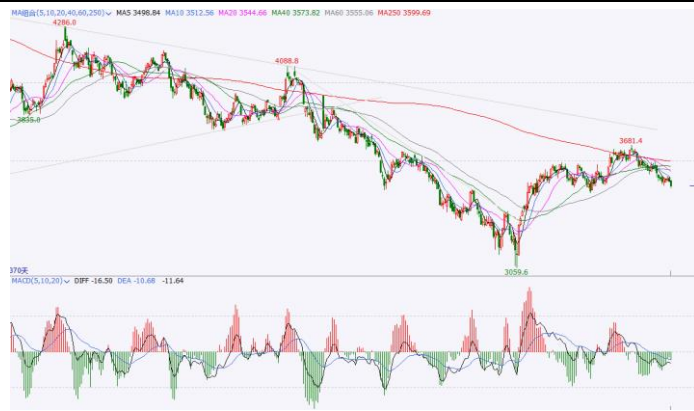 MA组合(5,10,20,40,60,250) MA5 3498.84 MA10 3512.56 MA20 3544.66 MA40 3573.82 MA60 3555.86 MA250 3599.69
4286.8
4088.8
3835.0
3681.4
3059.6
370天
MACD(5,10,20) DIFF -16.50 DEA -10.68 -11.64